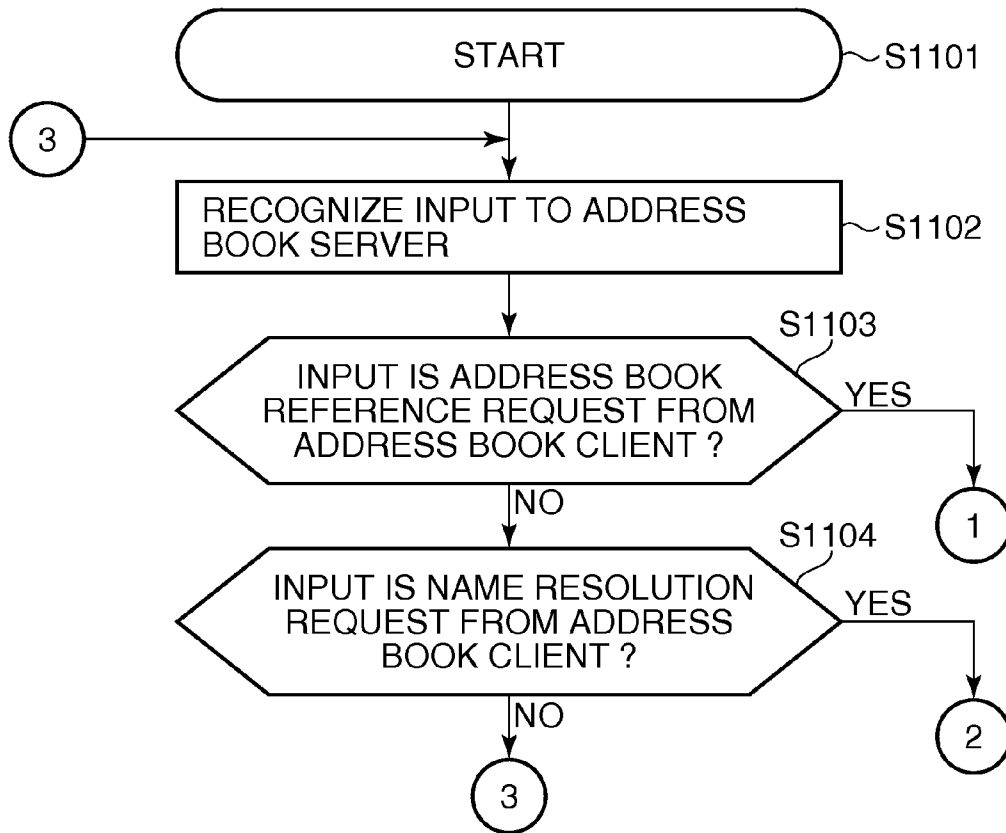 START
S1101
3
RECOGNIZE INPUT TO ADDRESS
BOOK SERVER
S1102
S1103
INPUT IS ADDRESS BOOK
REFERENCE REQUEST FROM
ADDRESS BOOK CLIENT ?
YES
NO
1
S1104
INPUT IS NAME RESOLUTION
REQUEST FROM ADDRESS
BOOK CLIENT ?
YES
NO
2
3